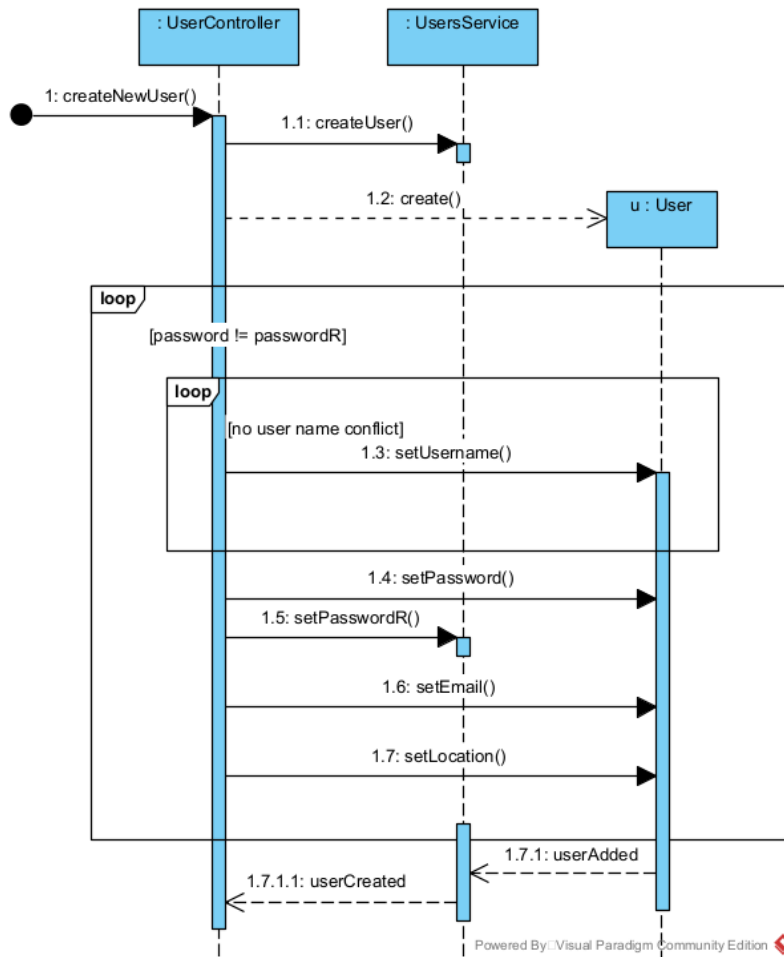 : UserController
: UsersService
1: createNewUser()
1.1: createUser()
1.2: create()
u : User
loop
[password != passwordR]
loop
[no user name conflict]
1.3: setUsername()
1.4: setPassword()
1.5: setPasswordR()
1.6: setEmail()
1.7: setLocation()
1.7.1: userAdded
1.7.1.1: userCreated
Powered By Visual Paradigm Community Edition